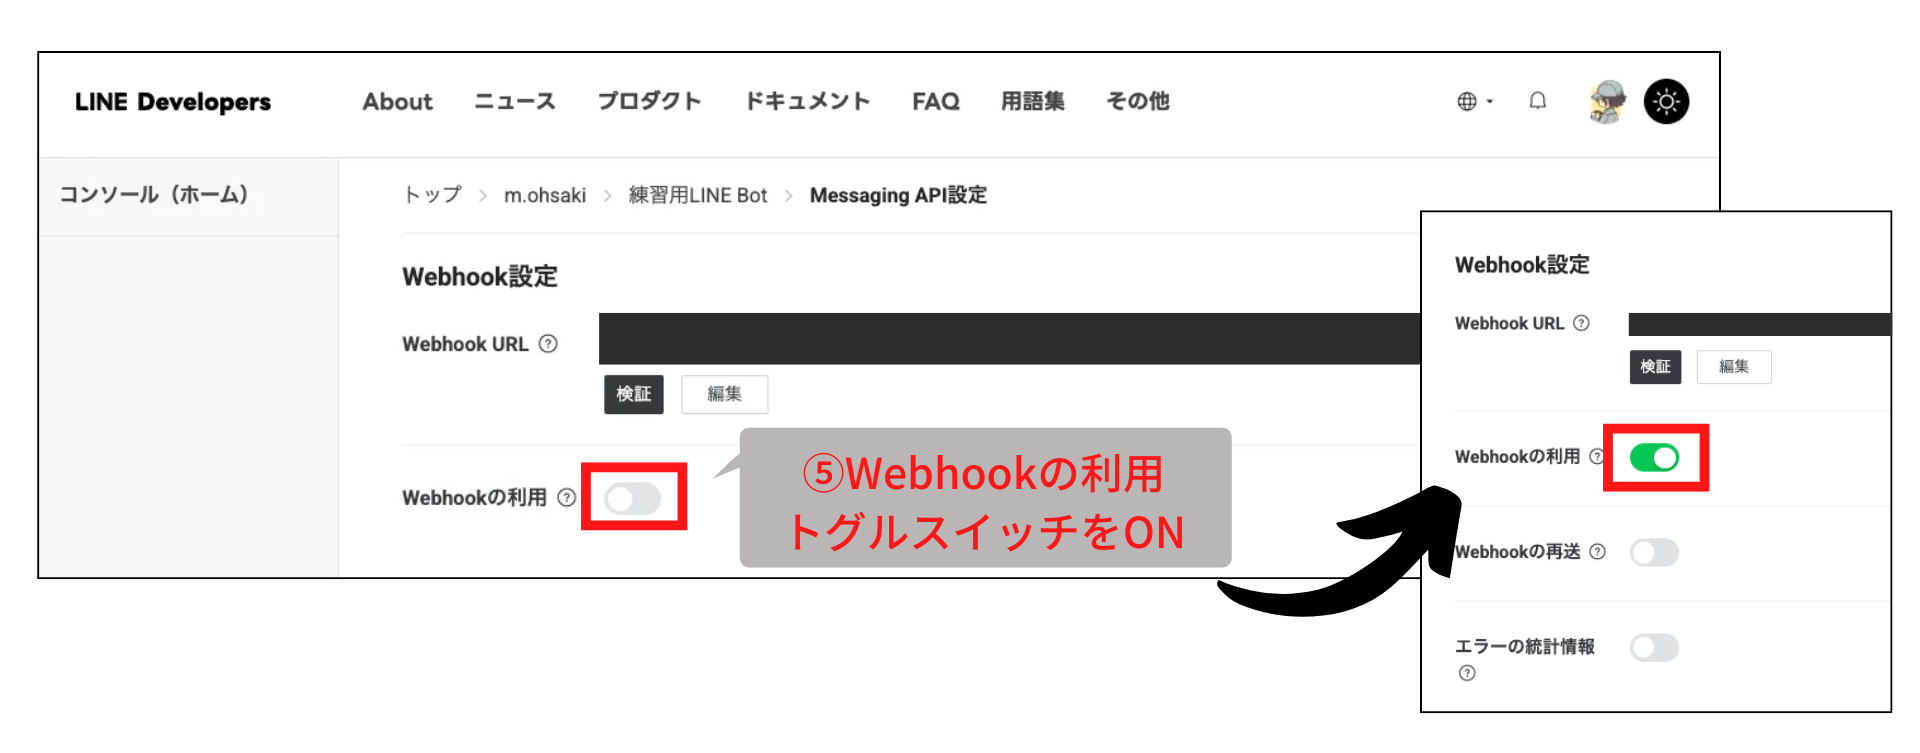 LINE Developers About ニュース プロダクト ドキュメント FAQ 用語集 その他
コンソール（ホーム）
トップ > m.ohsaki > 練習用LINE Bot > Messaging API設定
Webhook設定
Webhook URL ?
検証 編集
Webhookの利用 ?
⑤Webhookの利用
トグルスイッチをON
Webhook設定
Webhook URL ?
検証 編集
Webhookの利用 ?
Webhookの再送 ?
エラーの統計情報
?